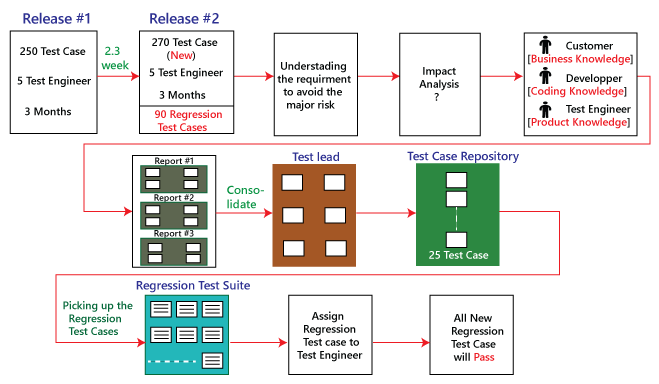 Release #1
250 Test Case
5 Test Engineer
3 Months
2.3
week
Release #2
270 Test Case
(New)
5 Test Engineer
3 Months
90 Regression
Test Cases
Understading
the requirment
to avoid the
major risk
Impact
Analysis
?
Customer
[Business Knowledge]
Developper
[Coding Knowledge]
Test Engineer
[Product Knowledge]
Report #1
Report #2
Report #3
Conso-
lidate
Test lead
Test Case Repository
25 Test Case
Picking up the
Regression
Test Cases
Regression Test Suite
Assign
Regression
Test case to
Test Engineer
All New
Regression
Test Case
will Pass